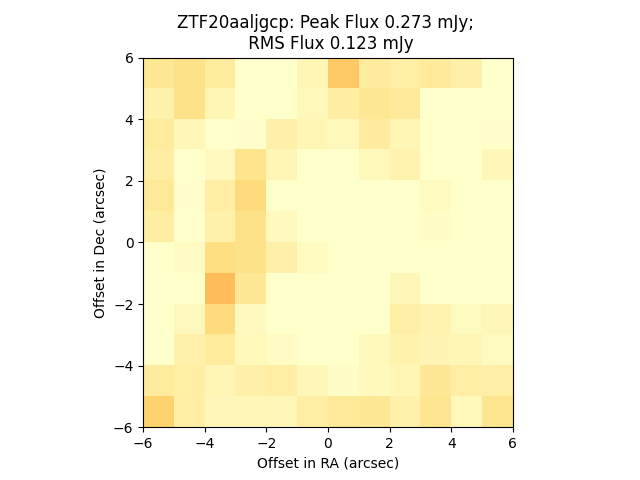 ZTF20aaljgcp: Peak Flux 0.273 mJy;
RMS Flux 0.123 mJy
6
4
2
0
−2
−4
−6
Offset in Dec (arcsec)
−6 −4 −2 0 2 4 6
Offset in RA (arcsec)